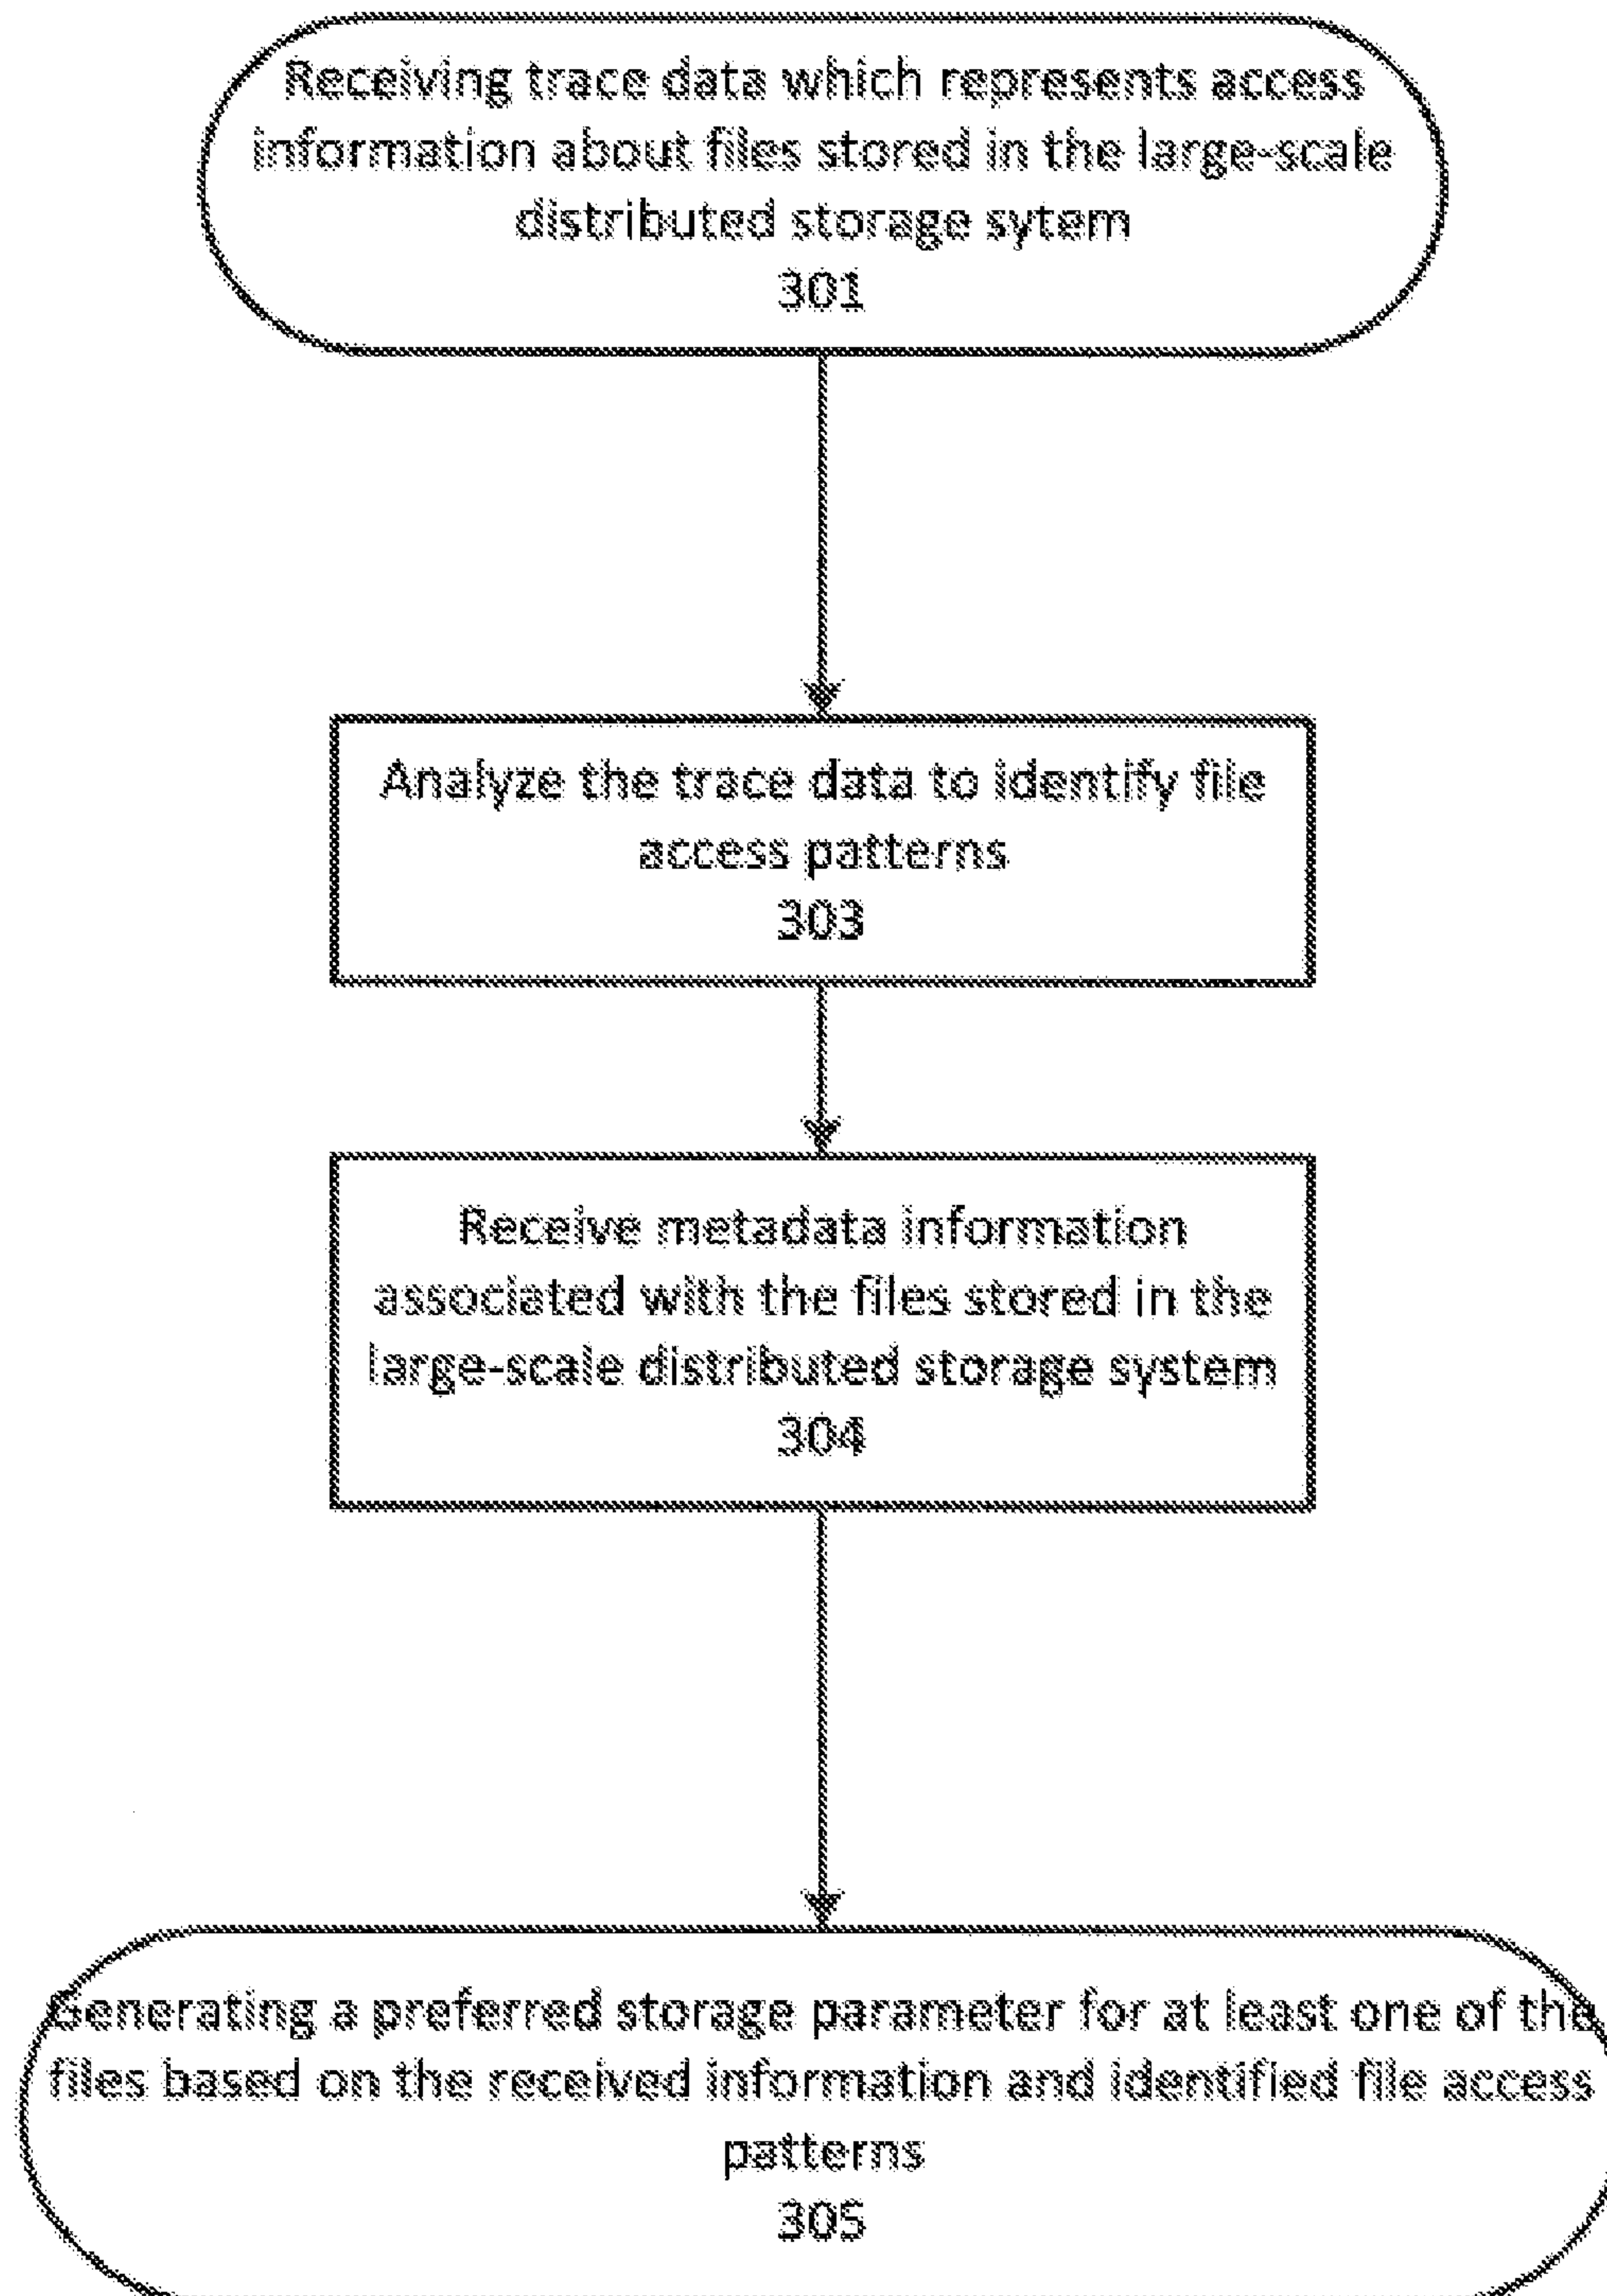 Receiving trace data which represents access
information about files stored in the large-scale
distributed storage sytem
301
Analyze the trace data to identify file
access patterns
303
Receive metadata information
associated with the files stored in the
large-scale distributed storage system
304
Generating a preferred storage parameter for at least one of the
files based on the received information and identified file access
patterns
305